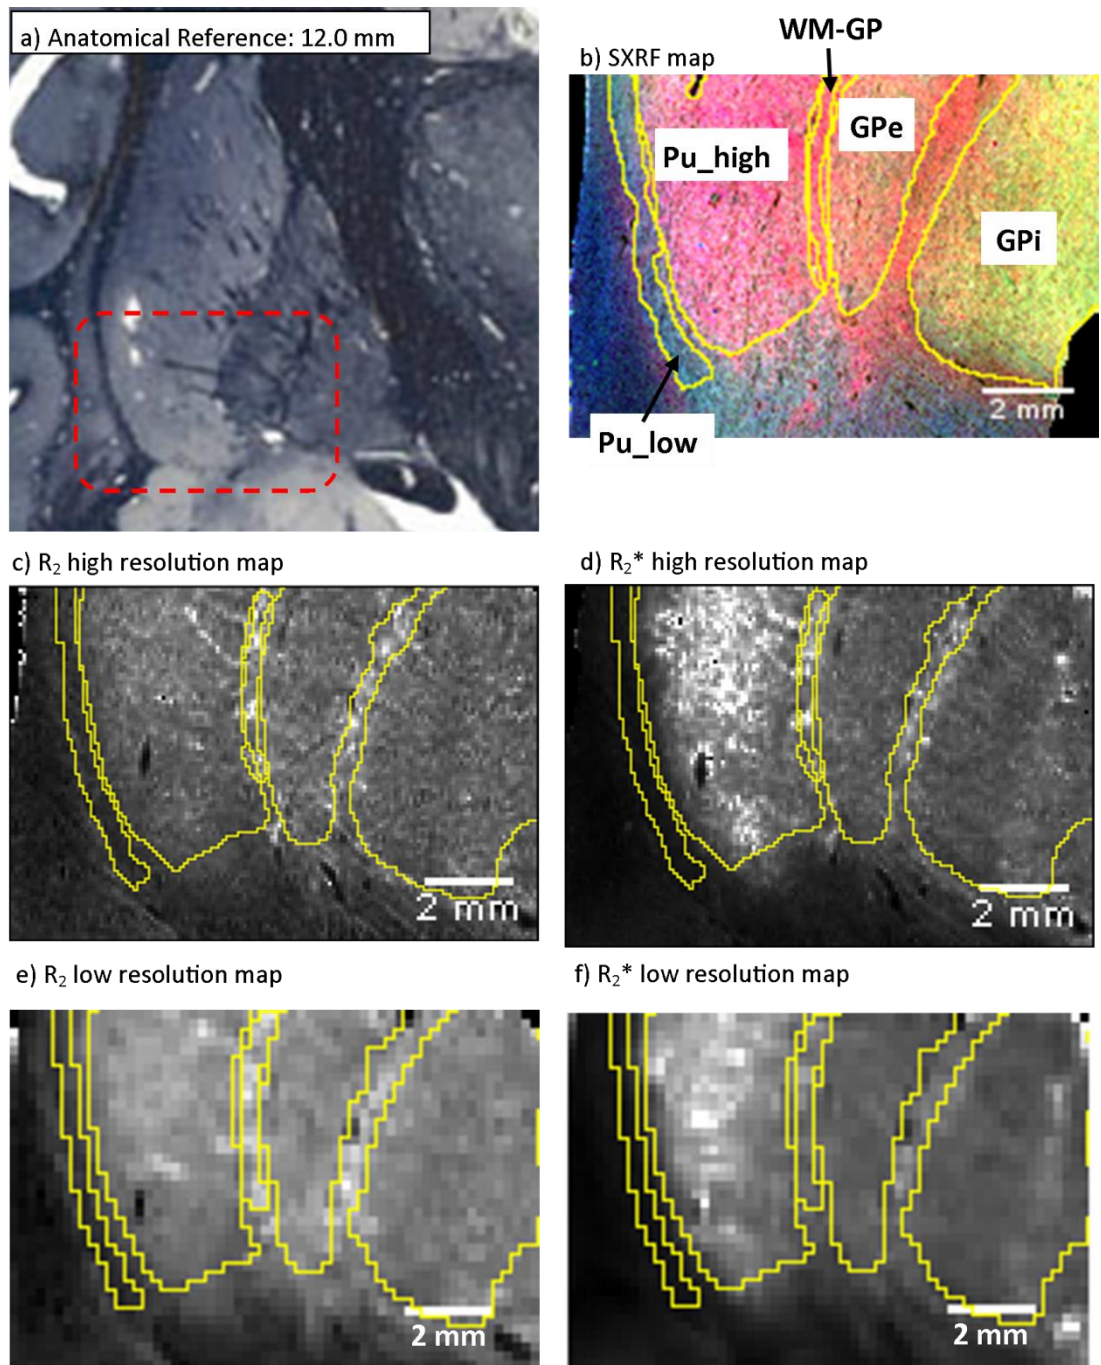 a) Anatomical Reference: 12.0 mm
WM-GP
b) SXRF map
GPe
Pu_high
GPi
2 mm
Pu_low
c) R₂ high resolution map
d) R₂* high resolution map
2 mm
2 mm
e) R₂ low resolution map
f) R₂* low resolution map
2 mm
2 mm